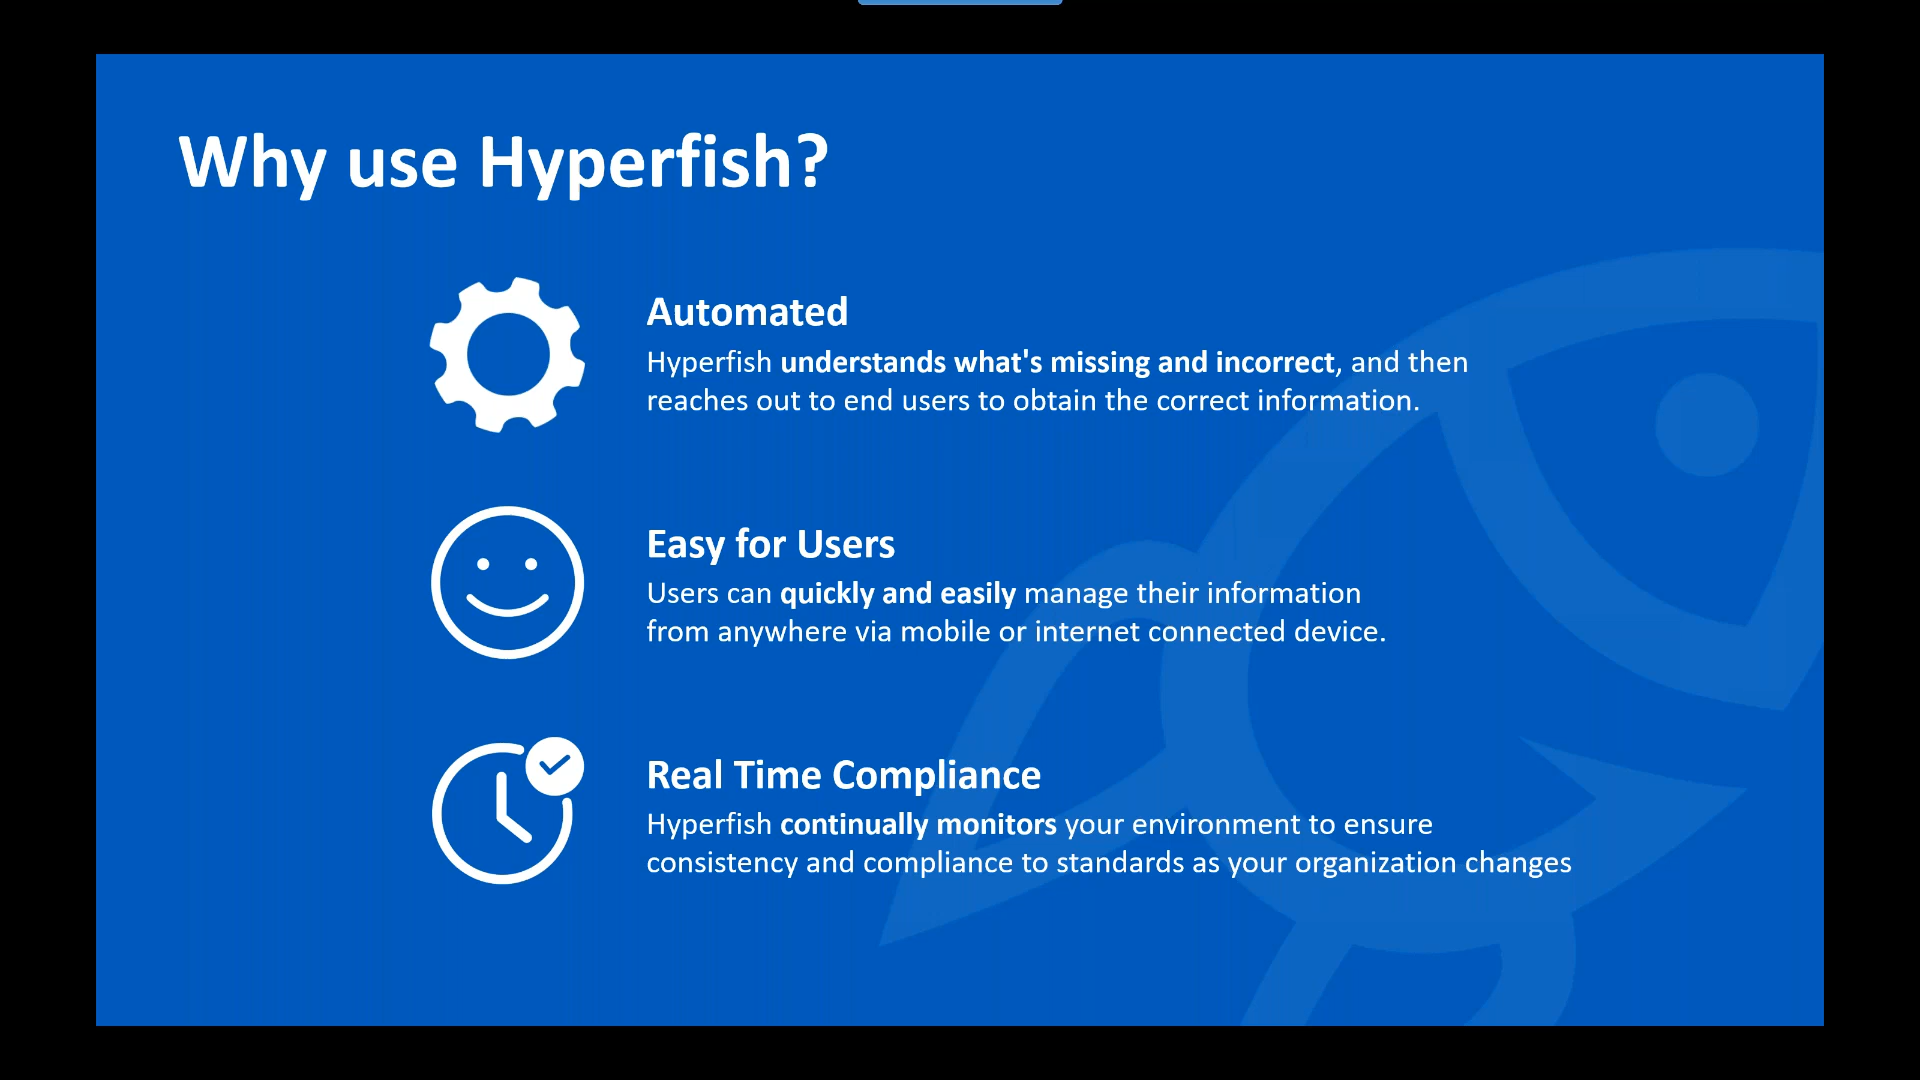 Why use Hyperfish?
Automated
Hyperfish understands what's missing and incorrect, and then
reaches out to end users to obtain the correct information.
Easy for Users
Users can quickly and easily manage their information
from anywhere via mobile or internet connected device.
Real Time Compliance
Hyperfish continually monitors your environment to ensure
consistency and compliance to standards as your organization changes